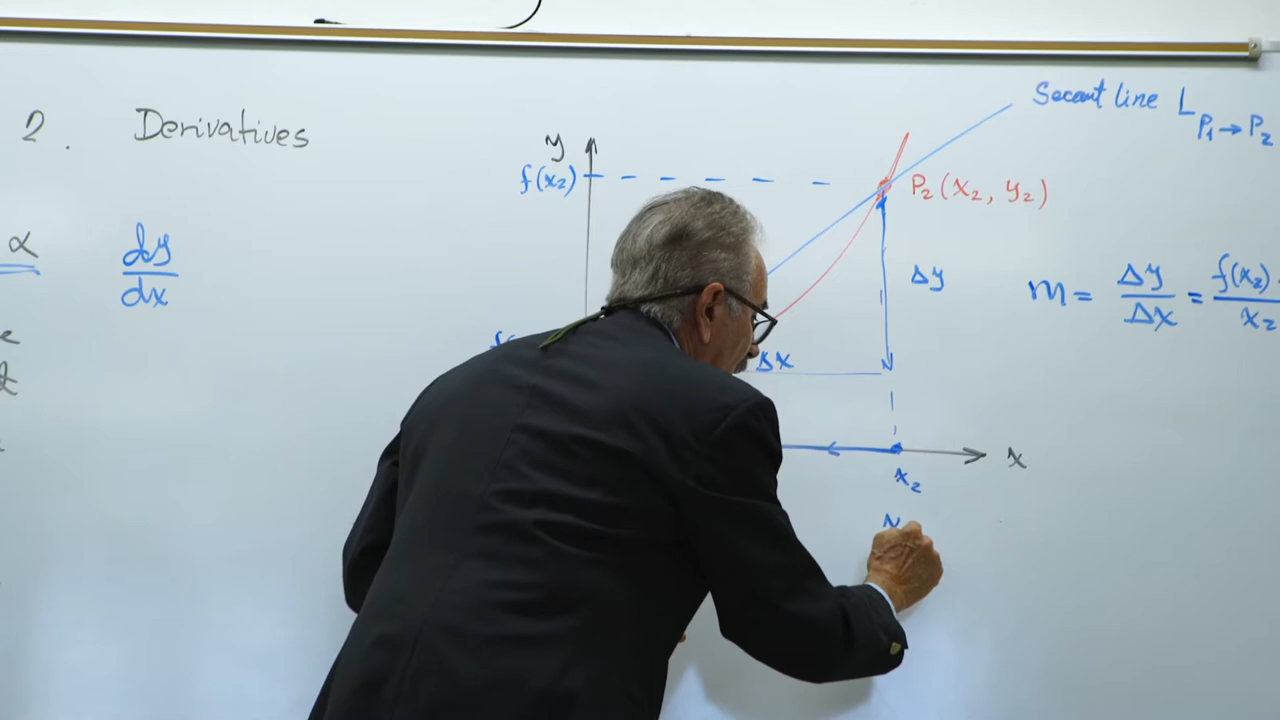 2. Derivatives
α
dy
dx
y
f(x₂)
Secant line L P₁→P₂
P₂(x₂, y₂)
Δy
m = Δy/Δx = f(x₂)
x₂
Δx
x
x₂